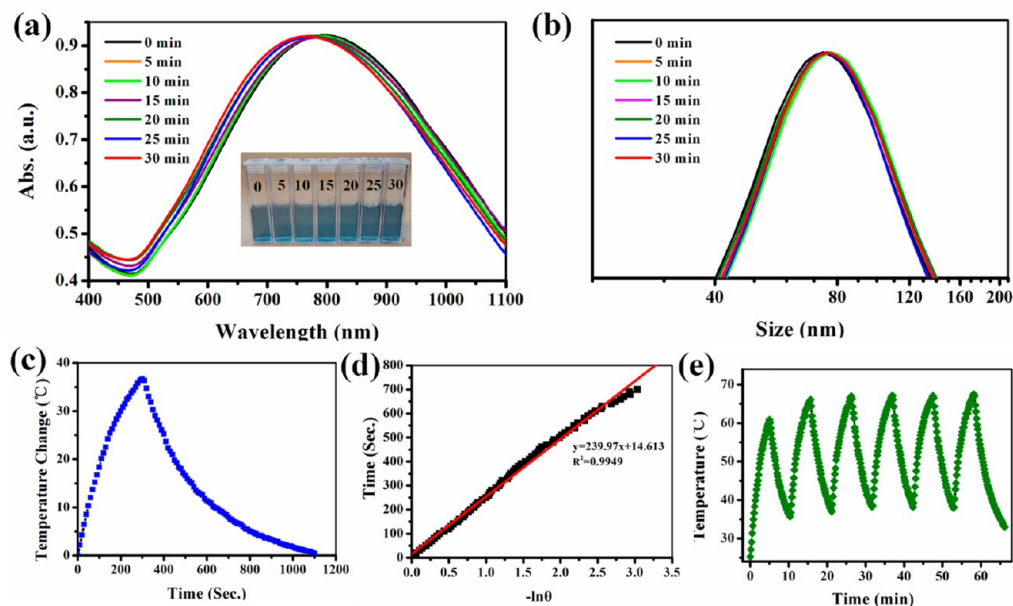 (a)
0 min
5 min
10 min
15 min
20 min
25 min
30 min
0 5 10 15 20 25 30
Abs. (a.u.)
0.9
0.8
0.7
0.6
0.5
0.4
400 500 600 700 800 900 1000 1100
Wavelength (nm)
(b)
0 min
5 min
10 min
15 min
20 min
25 min
30 min
40 80 120 160 200
Size (nm)
(c)
Temperature Change (℃)
40
30
20
10
0
0 200 400 600 800 1000 1200
Time (Sec.)
(d)
Time (Sec.)
800
700
600
500
400
300
200
100
0
y=239.97x+14.613
R²=0.9949
0.0 0.5 1.0 1.5 2.0 2.5 3.0 3.5
-lnθ
(e)
Temperature (℃)
70
60
50
40
30
0 10 20 30 40 50 60
Time (min)